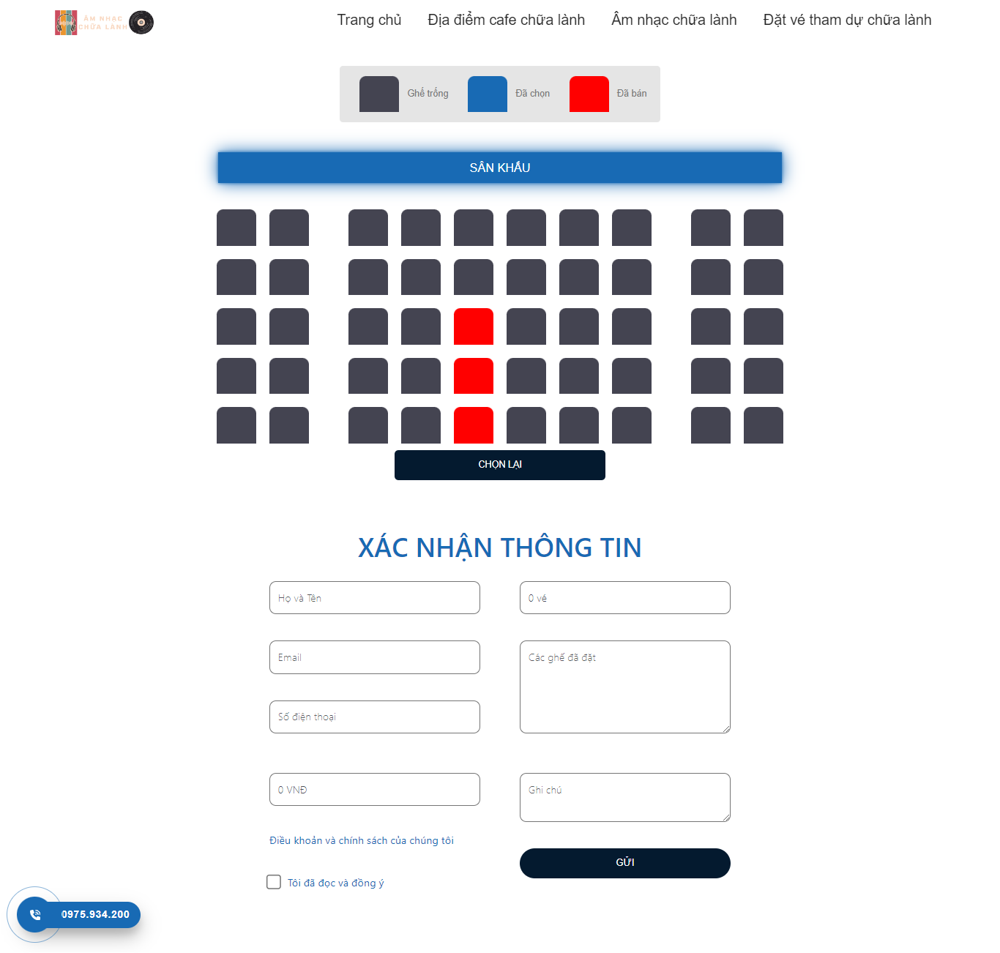 ÂM NHẠC
CHỮA LÀNH
Trang chủ
Địa điểm cafe chữa lành
Âm nhạc chữa lành
Đặt vé tham dự chữa lành
Ghế trống
Đã chọn
Đã bán
SÂN KHẤU
CHỌN LẠI
XÁC NHẬN THÔNG TIN
Họ và Tên
0 vé
Email
Các ghế đã đặt
Số điện thoại
0 VNĐ
Ghi chú
Điều khoản và chính sách của chúng tôi
GỬI
Tôi đã đọc và đồng ý
0975.934.200